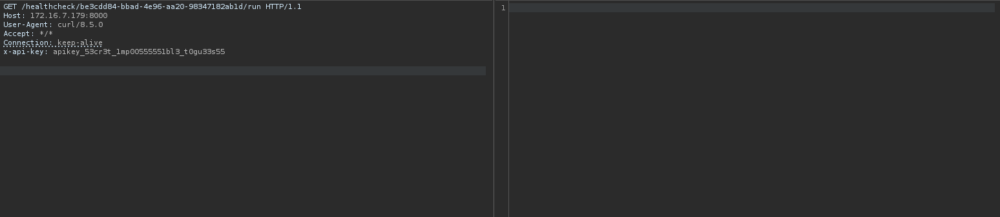 GET /healthcheck/be3cdd84-bbad-4e96-aa20-98347182ab1d/run HTTP/1.1
Host: 172.16.7.179:8000
User-Agent: curl/8.5.0
Accept: */*
Connection: keep-alive
x-api-key: apikey_53cr3t_1mp00555551bl3_t0gu33s55
1